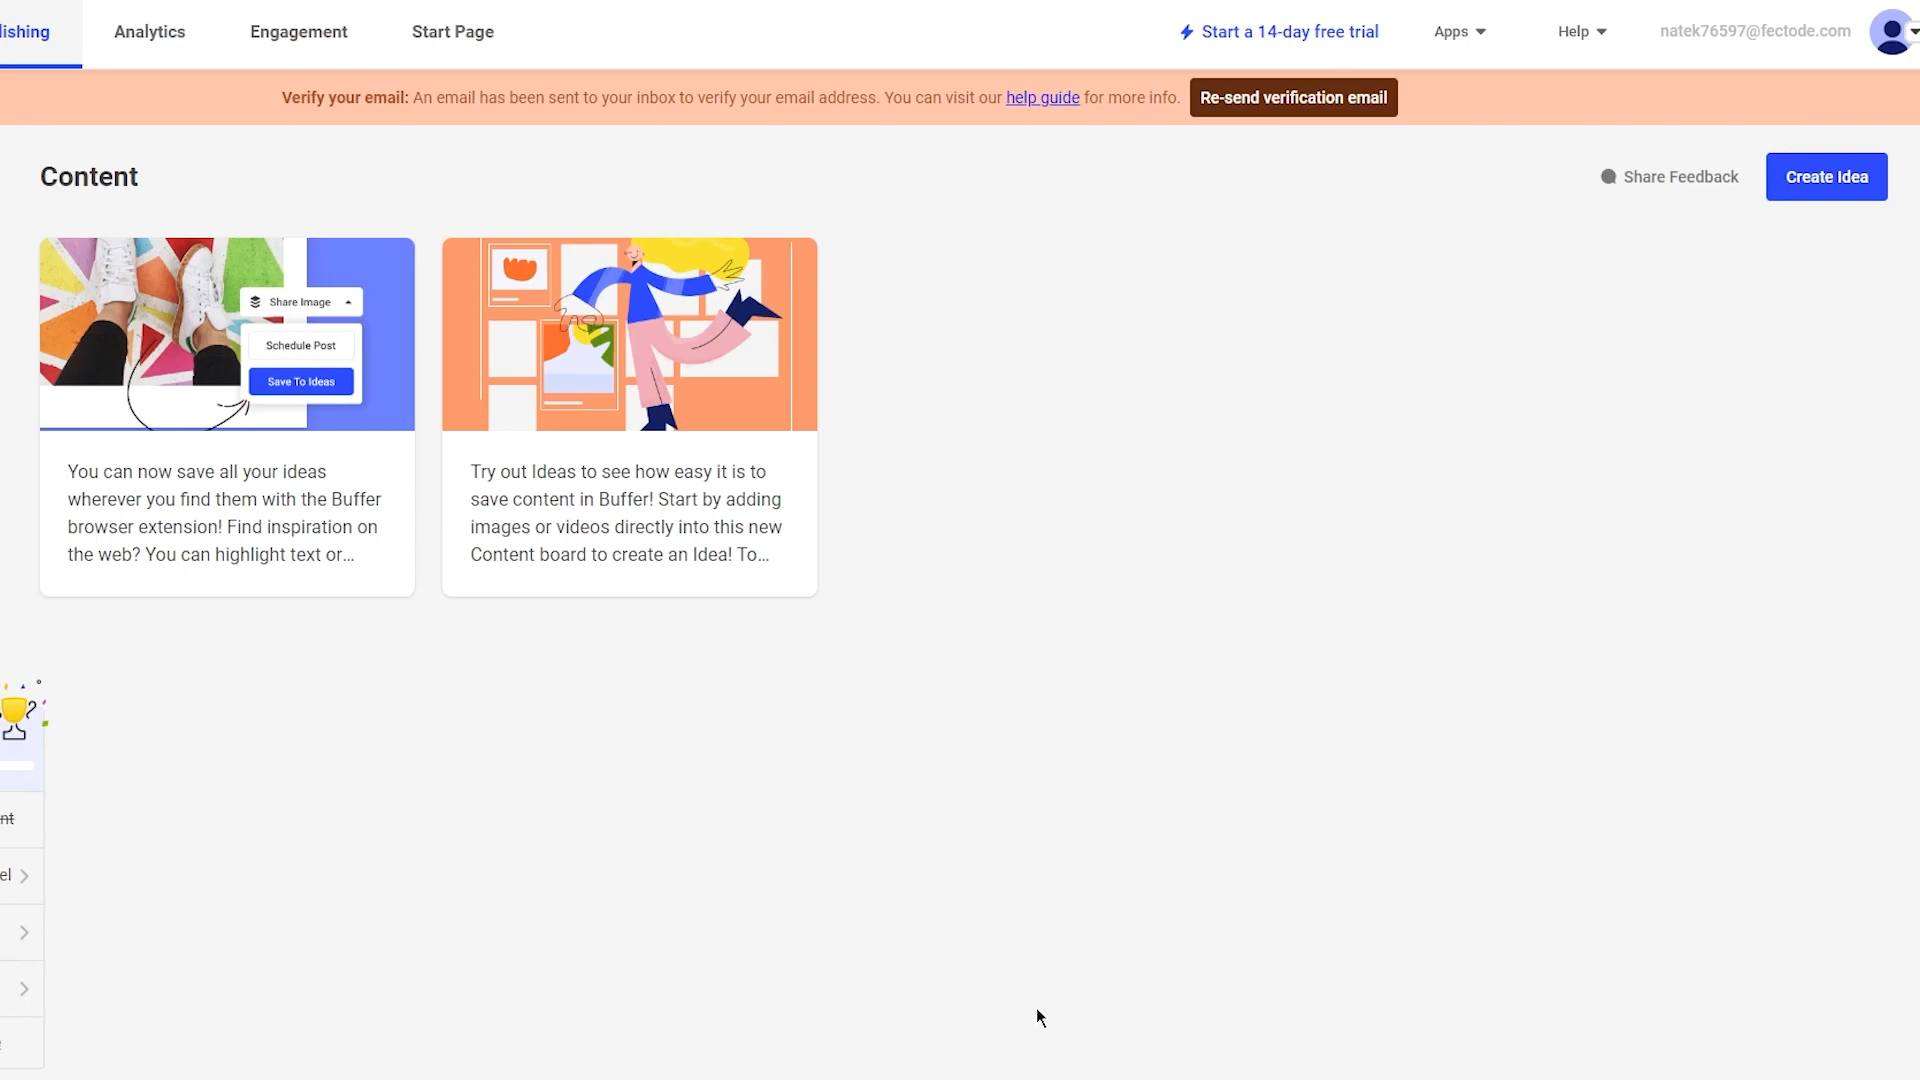 lishing
Analytics
Engagement
Start Page
Start a 14-day free trial
Apps
Help
natek76597@fectode.com
Verify your email: An email has been sent to your inbox to verify your email address. You can visit our help guide for more info.
Re-send verification email
Content
Share Feedback
Create Idea
Share Image
Schedule Post
Save To Ideas
You can now save all your ideas
wherever you find them with the Buffer
browser extension! Find inspiration on
the web? You can highlight text or...
Try out Ideas to see how easy it is to
save content in Buffer! Start by adding
images or videos directly into this new
Content board to create an Idea! To...
nt
el